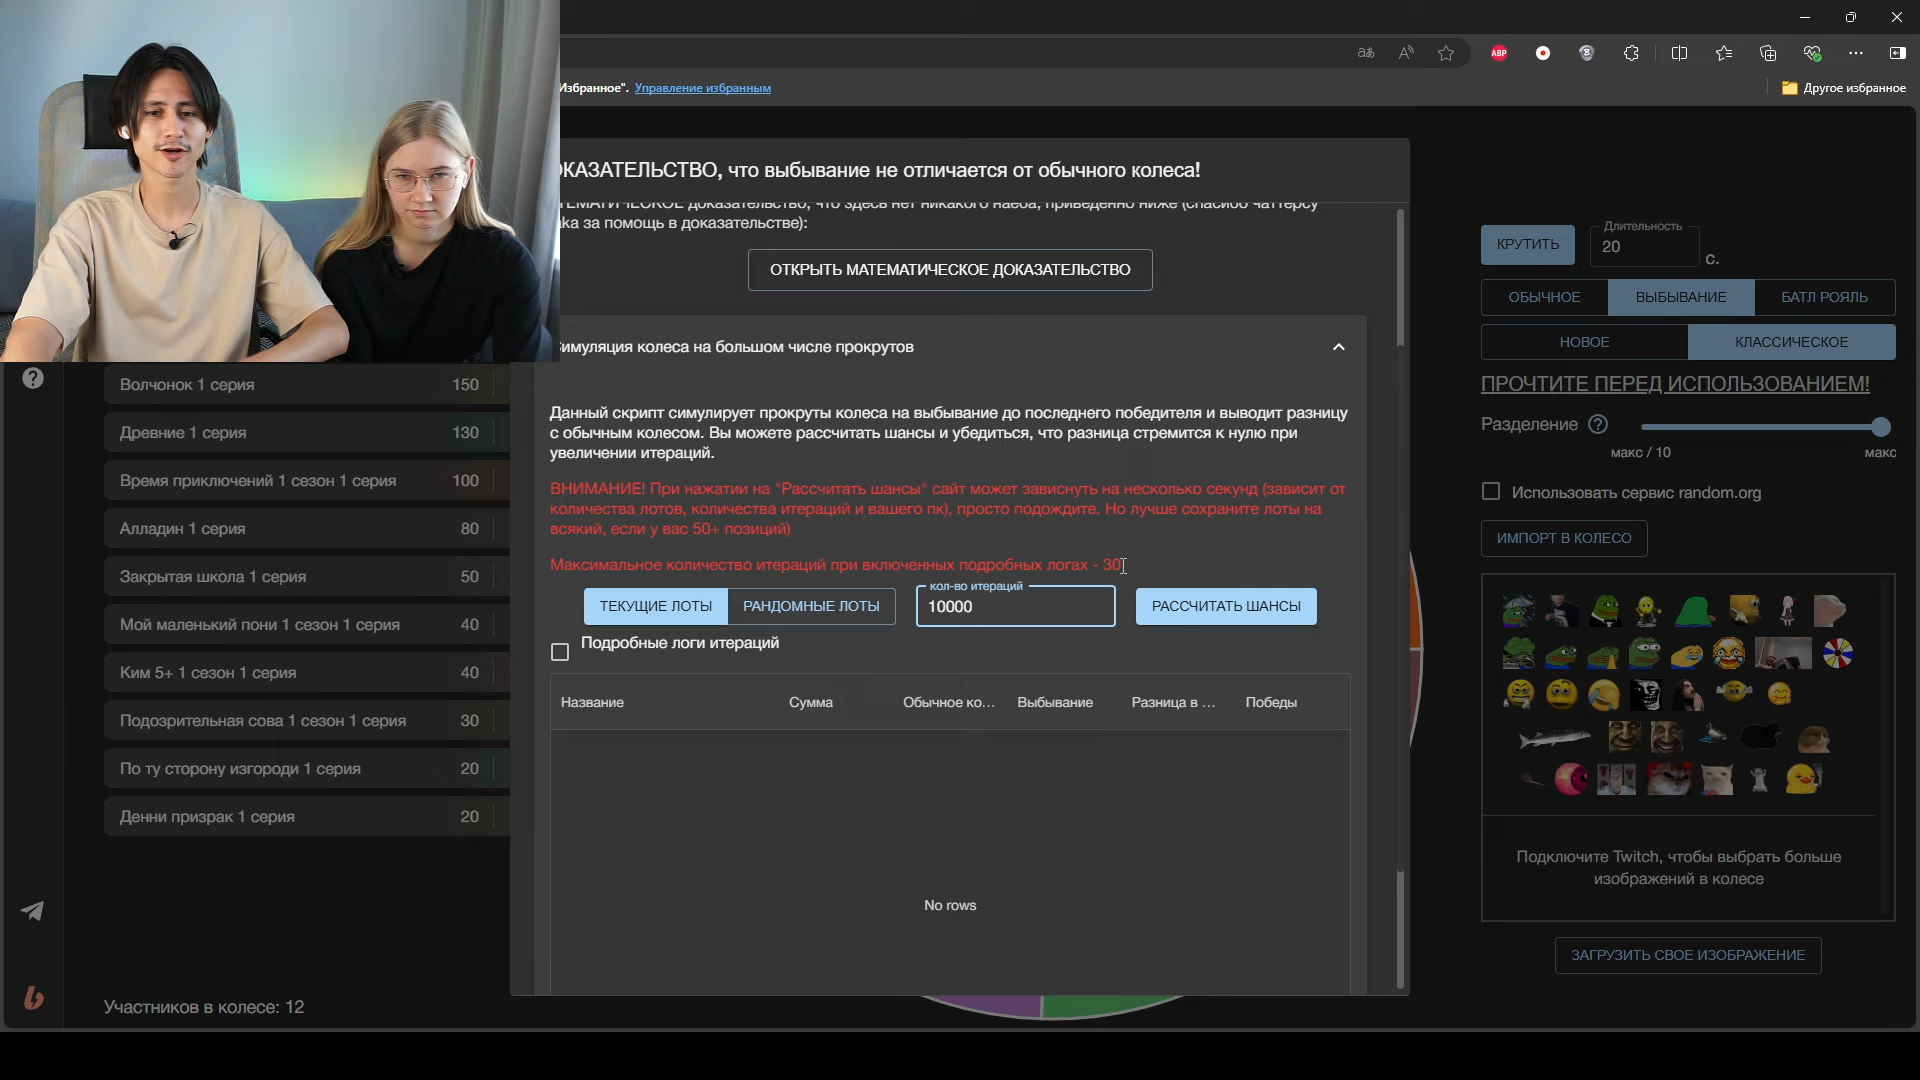 аあ
ABP
Избранное". Управление избранным
Другое избранное
КАЗАТЕЛЬСТВО, что выбывание не отличается от обычного колеса!
за помощь в доказательстве):
ОТКРЫТЬ МАТЕМАТИЧЕСКОЕ ДОКАЗАТЕЛЬСТВО
имуляция колеса на большом числе прокрутов
Данный скрипт симулирует прокруты колеса на выбывание до последнего победителя и выводит разницу
с обычным колесом. Вы можете рассчитать шансы и убедиться, что разница стремится к нулю при
увеличении итераций.
ВНИМАНИЕ! При нажатии на "Рассчитать шансы" сайт может зависнуть на несколько секунд (зависит от
количества лотов, количества итераций и вашего пк), просто подождите. Но лучше сохраните лоты на
всякий, если у вас 50+ позиций)
Максимальное количество итераций при включенных подробных логах - 30
ТЕКУЩИЕ ЛОТЫ
РАНДОМНЫЕ ЛОТЫ
кол-во итераций
10000
РАССЧИТАТЬ ШАНСЫ
Подробные логи итераций
Название Сумма Обычное ко... Выбывание Разница в ... Победы
No rows
Волчонок 1 серия 150
Древние 1 серия 130
Время приключений 1 сезон 1 серия 100
Алладин 1 серия 80
Закрытая школа 1 серия 50
Мой маленький пони 1 сезон 1 серия 40
Ким 5+ 1 сезон 1 серия 40
Подозрительная сова 1 сезон 1 серия 30
По ту сторону изгороди 1 серия 20
Денни призрак 1 серия 20
Участников в колесе: 12
КРУТИТЬ
Длительность
20
с.
ОБЫЧНОЕ ВЫБЫВАНИЕ БАТЛ РОЯЛЬ
НОВОЕ КЛАССИЧЕСКОЕ
ПРОЧТИТЕ ПЕРЕД ИСПОЛЬЗОВАНИЕМ!
Разделение
макс / 10 макс
Использовать сервис random.org
ИМПОРТ В КОЛЕСО
Подключите Twitch, чтобы выбрать больше
изображений в колесе
ЗАГРУЗИТЬ СВОЕ ИЗОБРАЖЕНИЕ